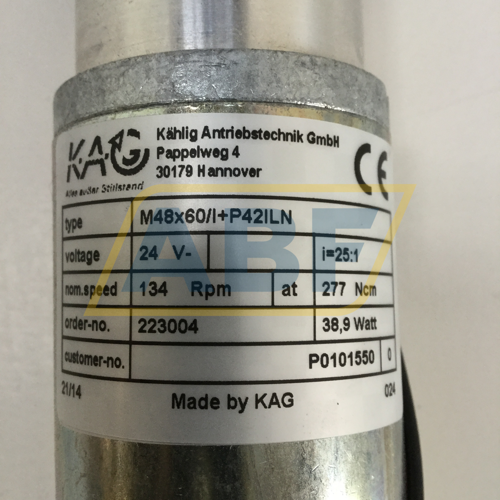 KAG
Alles außer Stillstand
Kählig Antriebstechnik GmbH
Pappelweg 4
30179 Hannover
CE
type M48x60/I+P42ILN
voltage 24 V- i=25:1
nom.speed 134 Rpm at 277 Ncm
order-no. 223004 38,9 Watt
customer-no. P0101550 0
21/14 Made by KAG 024
ABF